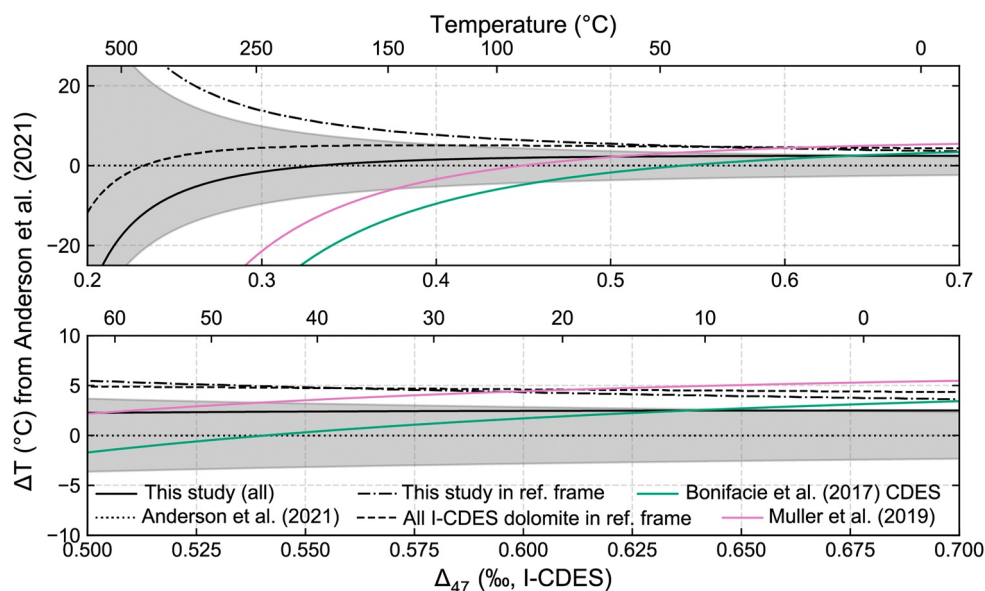 Temperature (°C)
500 250 150 100 50 0
20
0
−20
0.2 0.3 0.4 0.5 0.6 0.7
ΔT (°C) from Anderson et al. (2021)
60 50 40 30 20 10 0
10
5
0
−5
−10
This study (all) This study in ref. frame Bonifacie et al. (2017) CDES
Anderson et al. (2021) All I-CDES dolomite in ref. frame Muller et al. (2019)
0.500 0.525 0.550 0.575 0.600 0.625 0.650 0.675 0.700
Δ47 (‰, I-CDES)